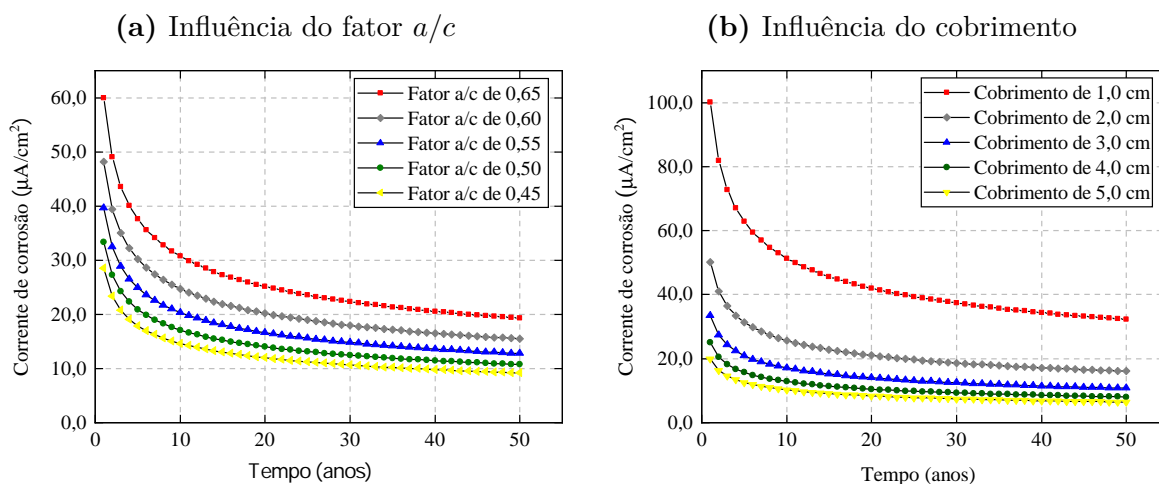 (a) Influência do fator a/c
60,0
50,0
40,0
30,0
20,0
10,0
0,0
Corrente de corrosão (µA/cm²)
Fator a/c de 0,65
Fator a/c de 0,60
Fator a/c de 0,55
Fator a/c de 0,50
Fator a/c de 0,45
0 10 20 30 40 50
Tempo (anos)
(b) Influência do cobrimento
100,0
80,0
60,0
40,0
20,0
0,0
Corrente de corrosão (µA/cm²)
Cobrimento de 1,0 cm
Cobrimento de 2,0 cm
Cobrimento de 3,0 cm
Cobrimento de 4,0 cm
Cobrimento de 5,0 cm
0 10 20 30 40 50
Tempo (anos)